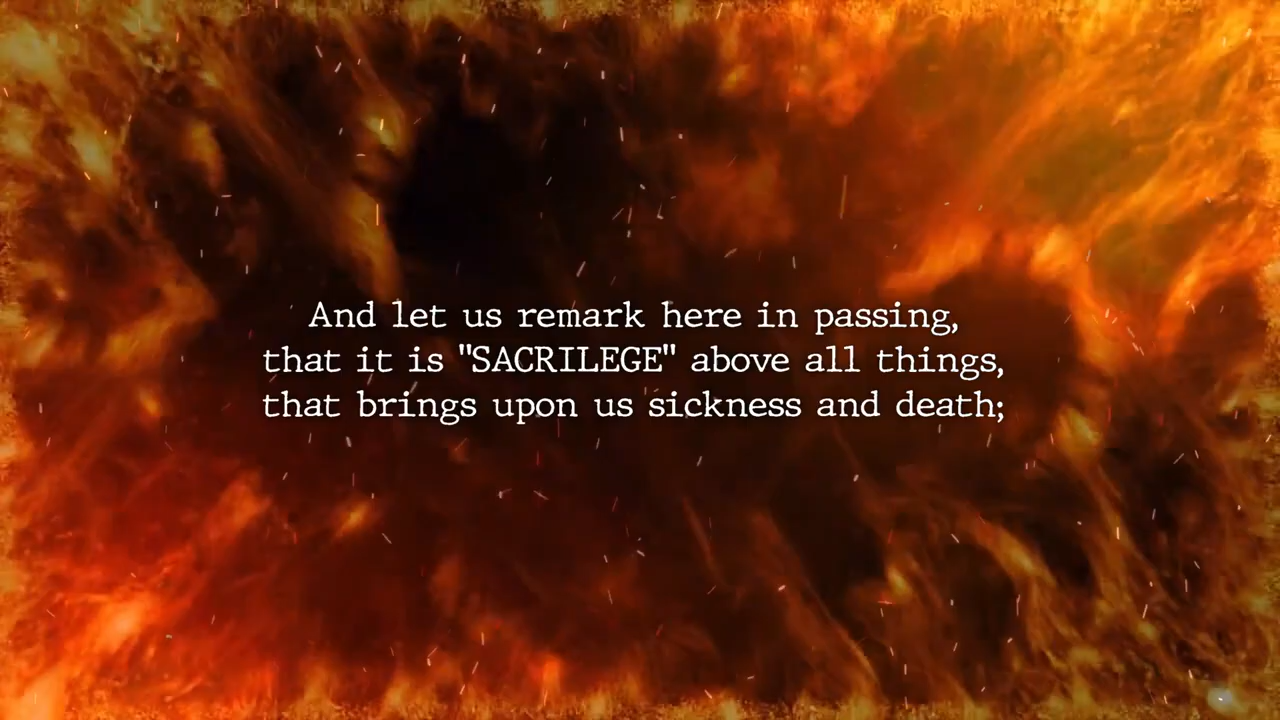 And let us remark here in passing,
that it is "SACRILEGE" above all things,
that brings upon us sickness and death;